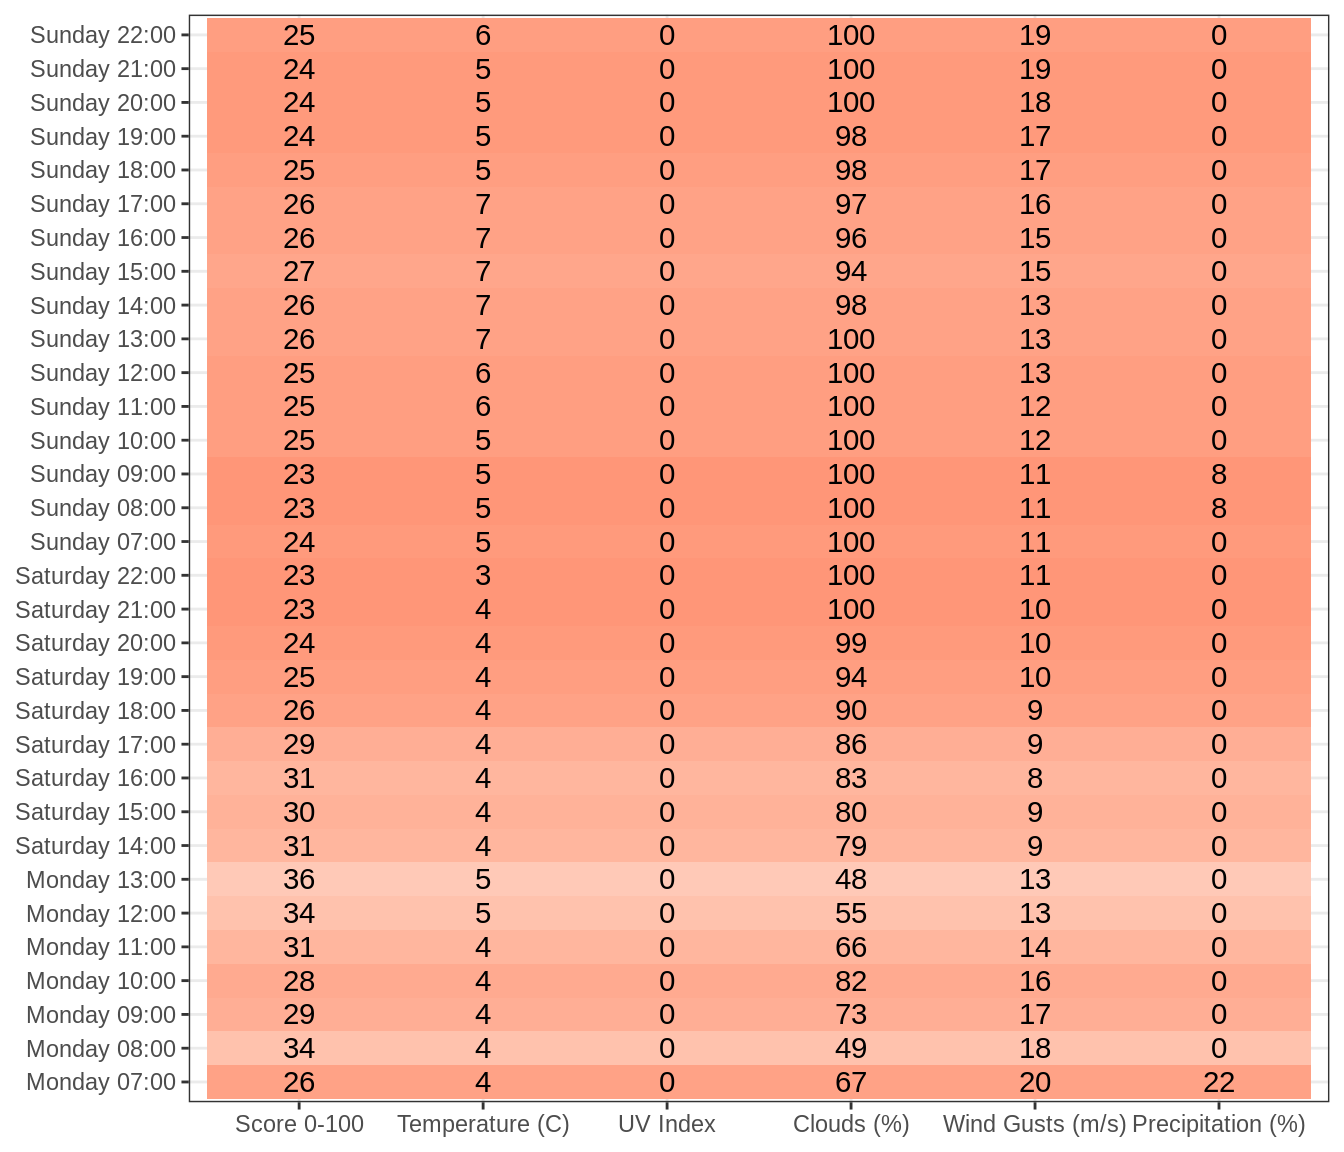 Sunday 22:00 25 6 0 100 19 0
Sunday 21:00 24 5 0 100 19 0
Sunday 20:00 24 5 0 100 18 0
Sunday 19:00 24 5 0 98 17 0
Sunday 18:00 25 5 0 98 17 0
Sunday 17:00 26 7 0 97 16 0
Sunday 16:00 26 7 0 96 15 0
Sunday 15:00 27 7 0 94 15 0
Sunday 14:00 26 7 0 98 13 0
Sunday 13:00 26 7 0 100 13 0
Sunday 12:00 25 6 0 100 13 0
Sunday 11:00 25 6 0 100 12 0
Sunday 10:00 25 5 0 100 12 0
Sunday 09:00 23 5 0 100 11 8
Sunday 08:00 23 5 0 100 11 8
Sunday 07:00 24 5 0 100 11 0
Saturday 22:00 23 3 0 100 11 0
Saturday 21:00 23 4 0 100 10 0
Saturday 20:00 24 4 0 99 10 0
Saturday 19:00 25 4 0 94 10 0
Saturday 18:00 26 4 0 90 9 0
Saturday 17:00 29 4 0 86 9 0
Saturday 16:00 31 4 0 83 8 0
Saturday 15:00 30 4 0 80 9 0
Saturday 14:00 31 4 0 79 9 0
Monday 13:00 36 5 0 48 13 0
Monday 12:00 34 5 0 55 13 0
Monday 11:00 31 4 0 66 14 0
Monday 10:00 28 4 0 82 16 0
Monday 09:00 29 4 0 73 17 0
Monday 08:00 34 4 0 49 18 0
Monday 07:00 26 4 0 67 20 22
Score 0-100 Temperature (C) UV Index Clouds (%) Wind Gusts (m/s) Precipitation (%)